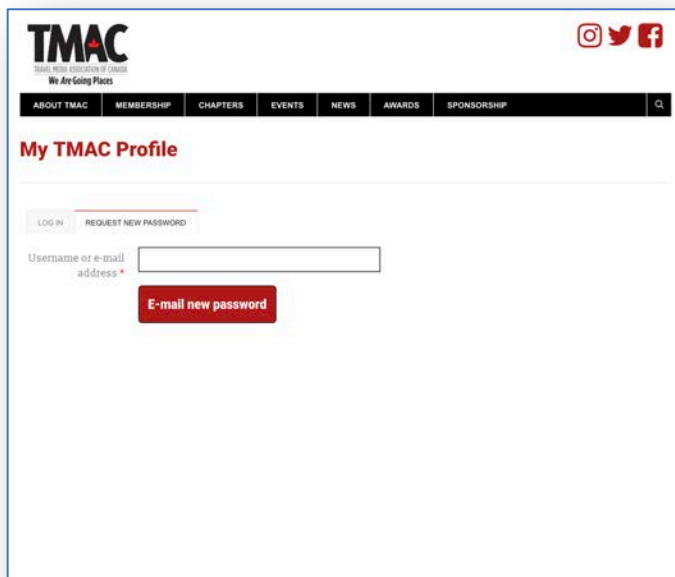 TMAC
TRAVEL MEDIA ASSOCIATION OF CANADA
We Are Going Places
ABOUT TMAC MEMBERSHIP CHAPTERS EVENTS NEWS AWARDS SPONSORSHIP
My TMAC Profile
LOG IN REQUEST NEW PASSWORD
Username or e-mail
address *
E-mail new password